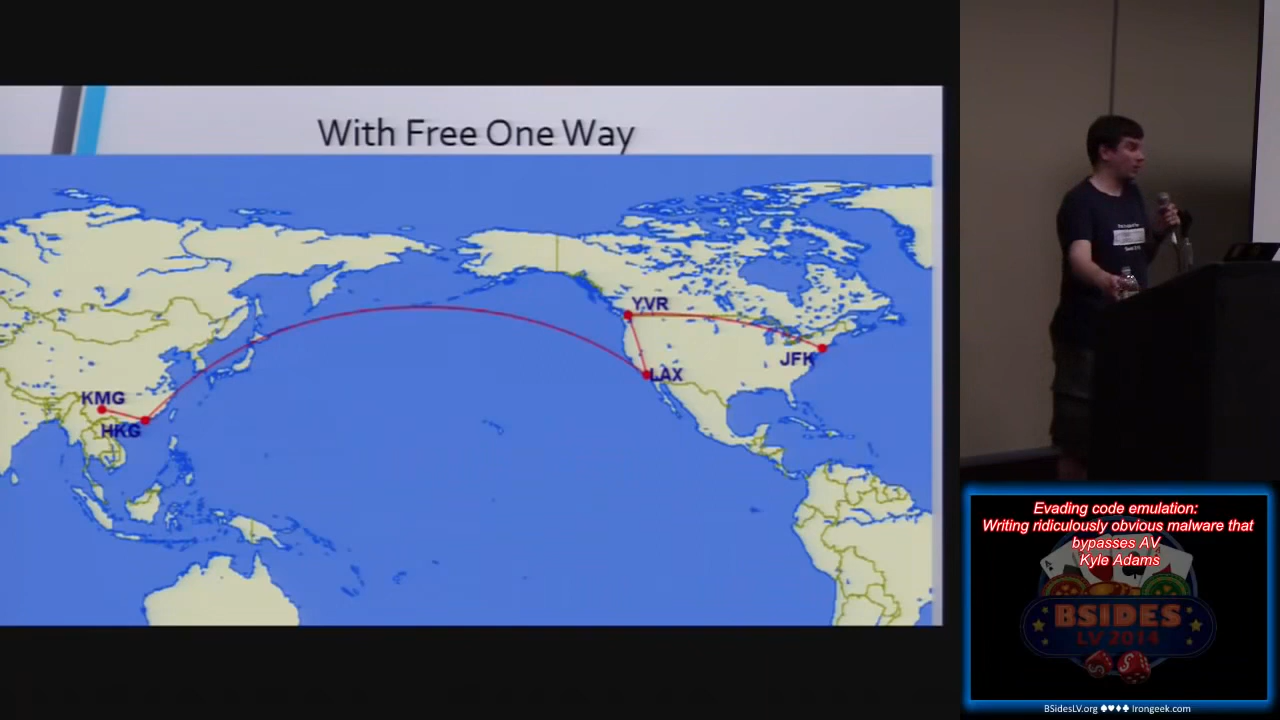 With Free One Way
YVR
JFK
LAX
KMG
HKG
Evading code emulation:
Writing ridiculously obvious malware that
bypasses AV
Kyle Adams
BSIDES
LV 2014
BSidesLV.org ♠♥♦♣ Irongeek.com